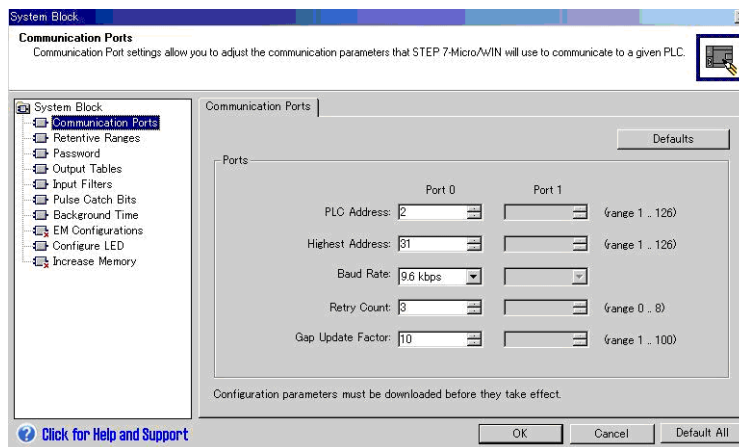 System Block
Communication Ports
Communication Port settings allow you to adjust the communication parameters that STEP 7-Micro/WIN will use to communicate to a given PLC.
System Block
Communication Ports
Retentive Ranges
Password
Output Tables
Input Filters
Pulse Catch Bits
Background Time
EM Configurations
Configure LED
Increase Memory
Communication Ports
Defaults
Ports
Port 0 Port 1
PLC Address: 2 (range 1 .. 126)
Highest Address: 31 (range 1 .. 126)
Baud Rate: 9.6 kbps
Retry Count: 3 (range 0 .. 8)
Gap Update Factor: 10 (range 1 .. 100)
Configuration parameters must be downloaded before they take effect.
Click for Help and Support
OK Cancel Default All